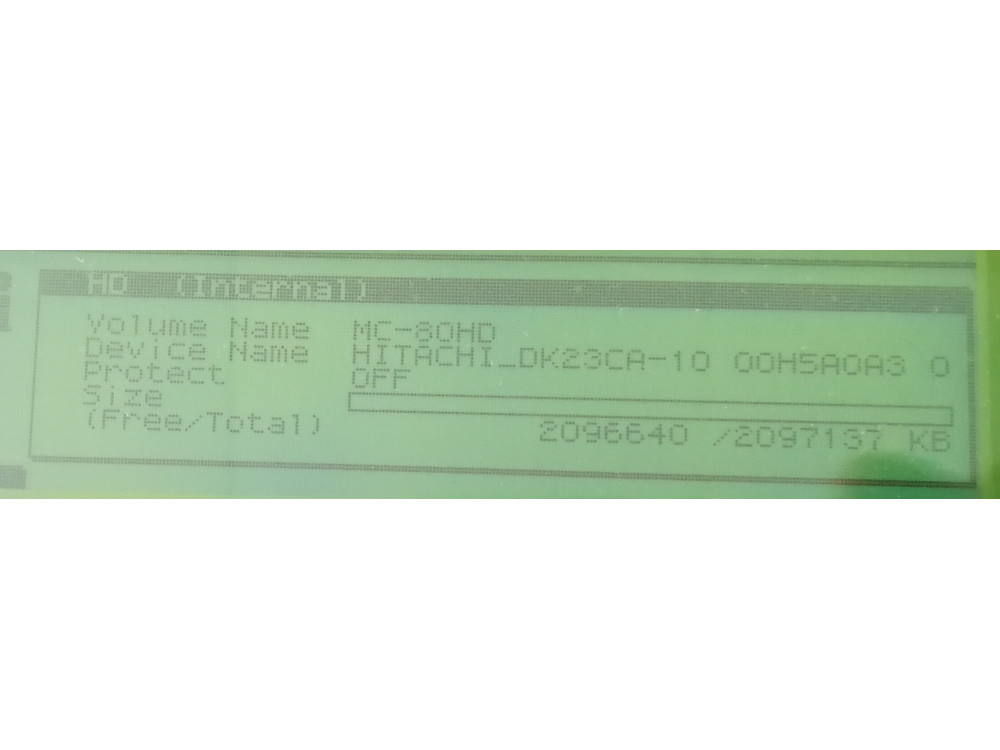 HD (Internal)
Volume Name MC-80HD
Device Name HITACHI_DK23CA-10 00H5A0A3 0
Protect OFF
Size
(Free/Total) 2096640 /2097137 KB